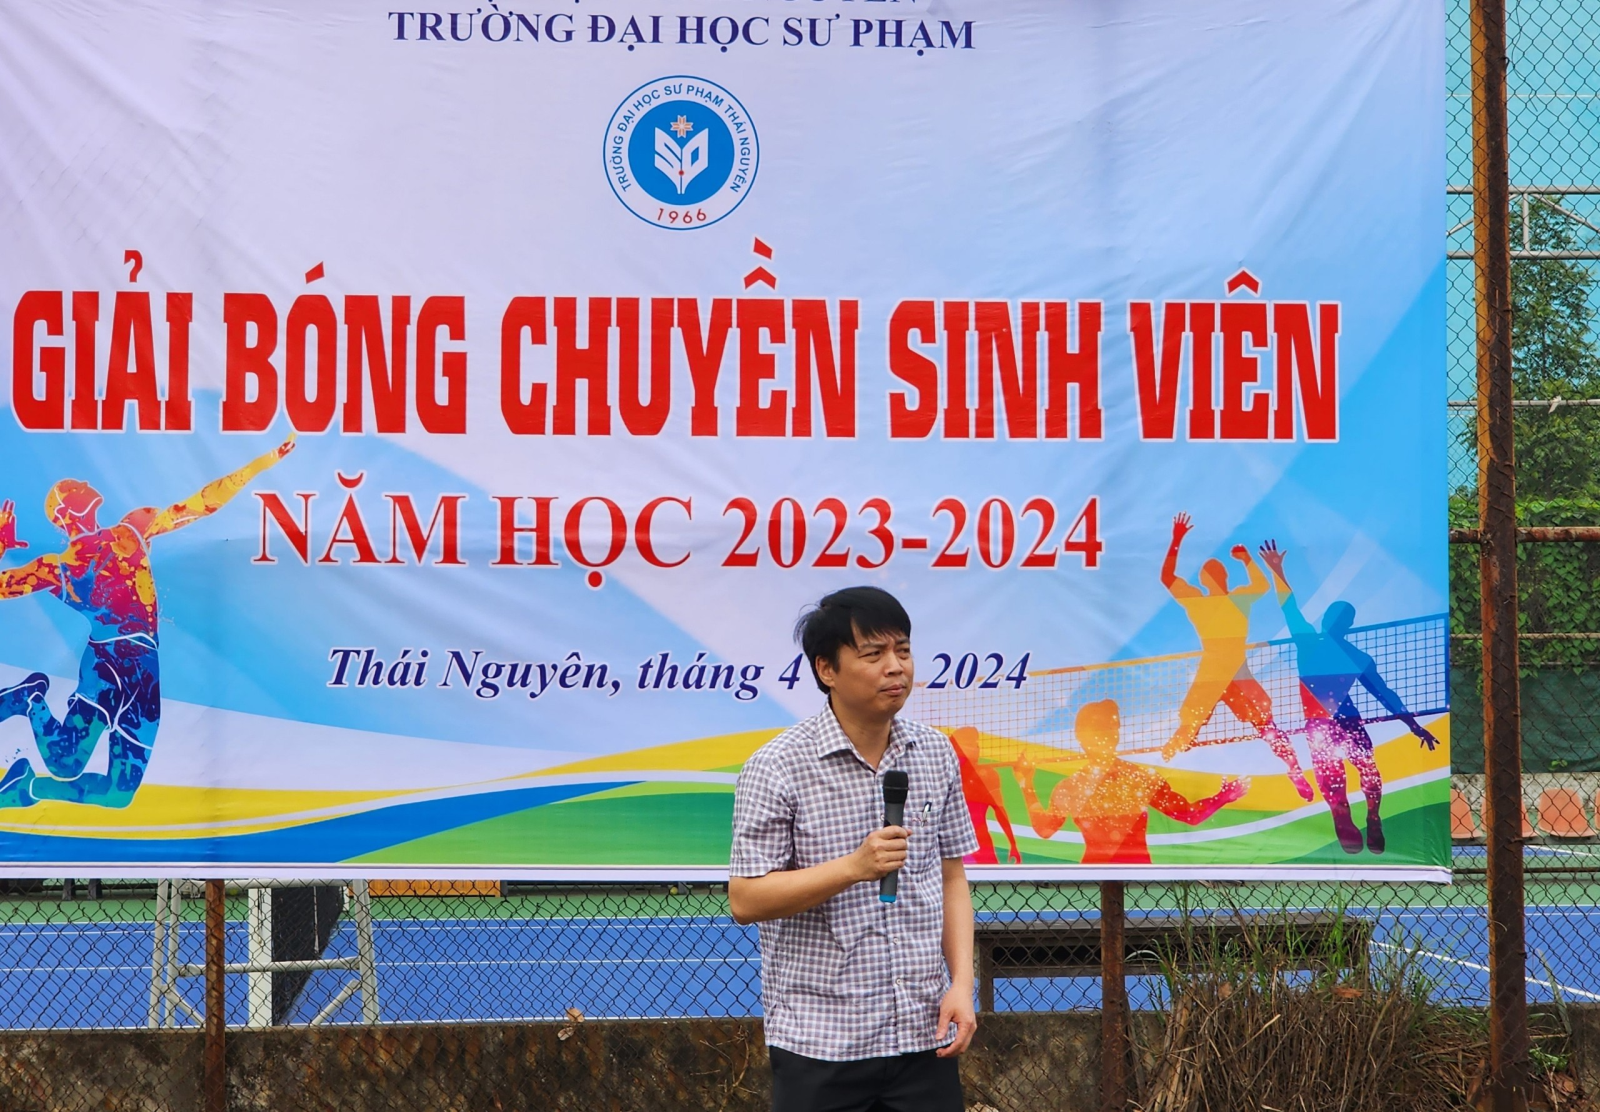 TRƯỜNG ĐẠI HỌC SƯ PHẠM
TRƯỜNG ĐẠI HỌC SƯ PHẠM THÁI NGUYÊN
1966
GIẢI BÓNG CHUYỀN SINH VIÊN
NĂM HỌC 2023-2024
Thái Nguyên, tháng 4 2024